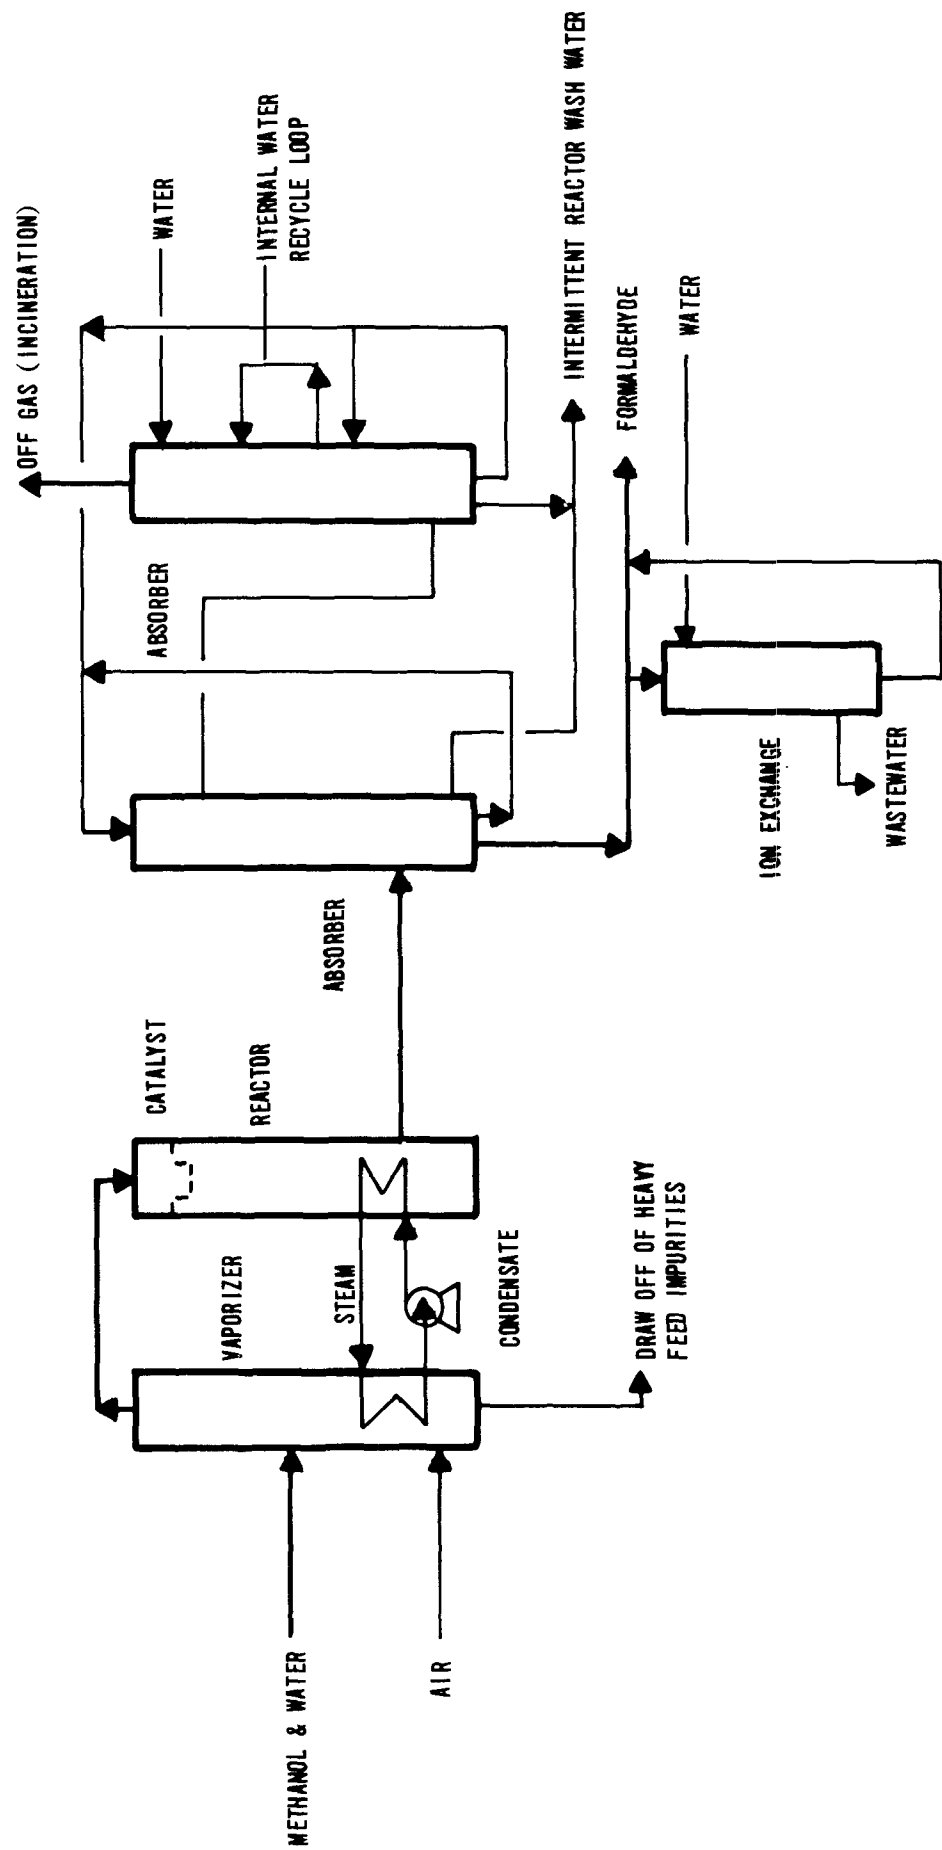 METHANOL & WATER
AIR
VAPORIZER
STEAM
CONDENSATE
DRAW OFF OF HEAVY
FEED IMPURITIES
CATALYST
REACTOR
ABSORBER
ABSORBER
OFF GAS (INCINERATION)
WATER
INTERNAL WATER
RECYCLE LOOP
INTERMITTENT REACTOR WASH WATER
FORMALDEHYDE
WATER
ION EXCHANGE
WASTEWATER